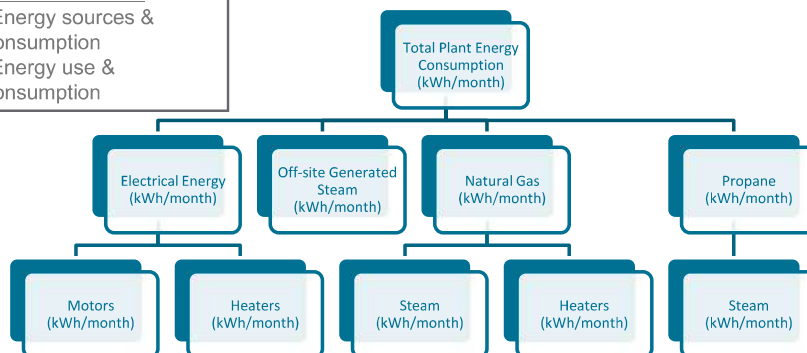 Energy sources &
onsumption
Energy use &
onsumption
Total Plant Energy
Consumption
(kWh/month)
Electrical Energy
(kWh/month)
Off-site Generated
Steam
(kWh/month)
Natural Gas
(kWh/month)
Propane
(kWh/month)
Motors
(kWh/month)
Heaters
(kWh/month)
Steam
(kWh/month)
Heaters
(kWh/month)
Steam
(kWh/month)